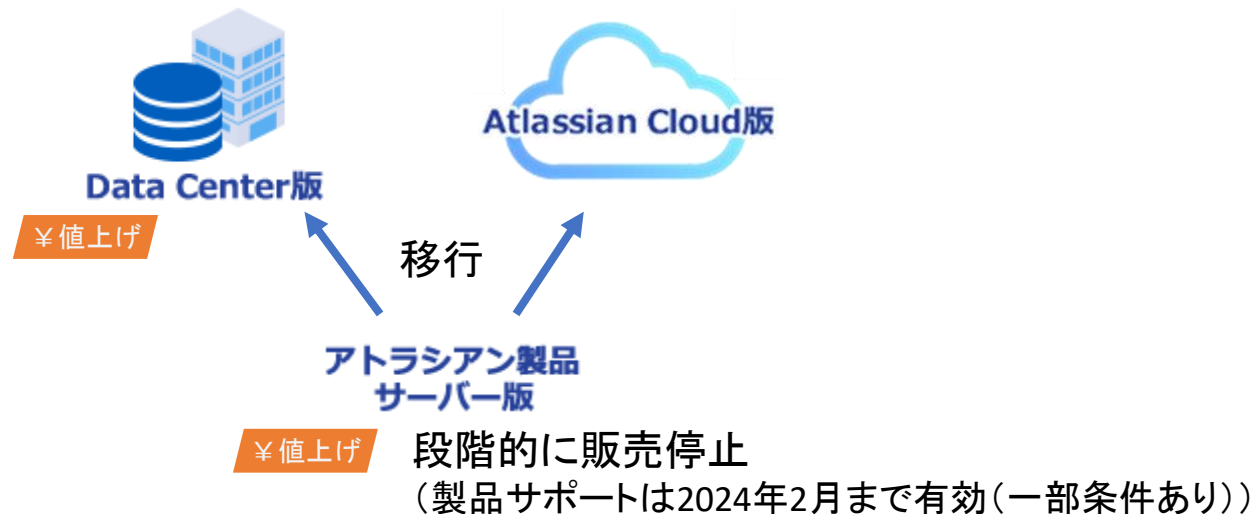 Atlassian Cloud版
Data Center版
￥値上げ
移行
アトラシアン製品
サーバー版
￥値上げ
段階的に販売停止
（製品サポートは2024年2月まで有効（一部条件あり））